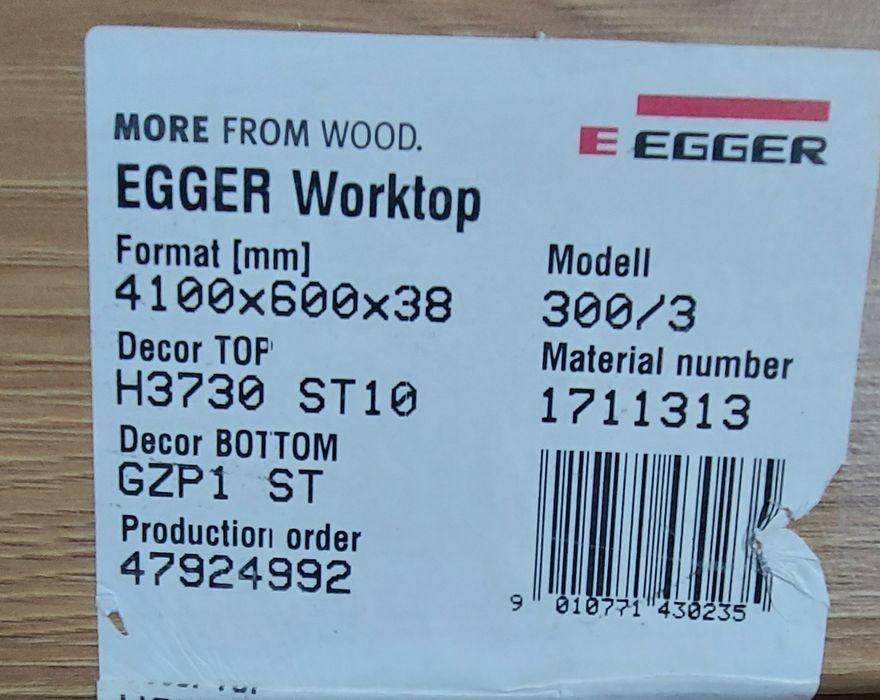 MORE FROM WOOD.
EGGER
EGGER Worktop
Format [mm]
4100x600x38
Modell
300/3
Decor TOP
H3730 ST10
Material number
1711313
Decor BOTTOM
GZP1 ST
Production order
47924992
9 010771 430235